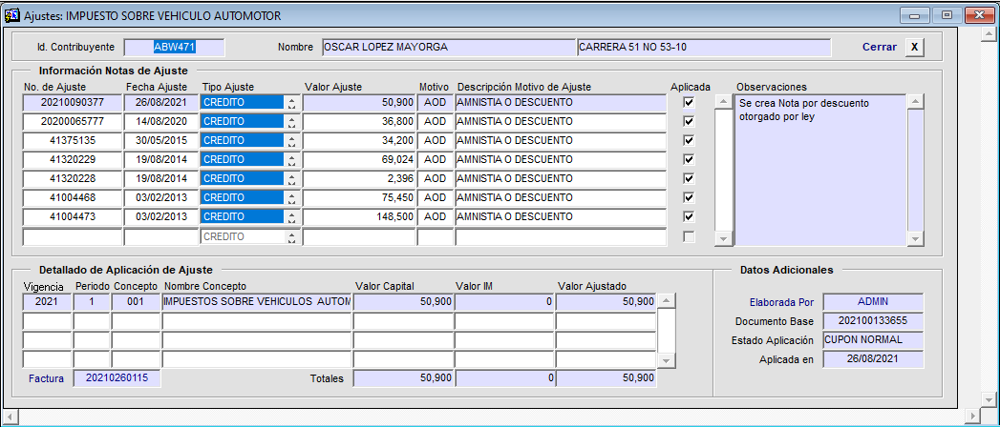 Ajustes: IMPUESTO SOBRE VEHICULO AUTOMOTOR
Id. Contribuyente ABW471 Nombre OSCAR LOPEZ MAYORGA CARRERA 51 NO 53-10 Cerrar X
Información Notas de Ajuste
No. de Ajuste Fecha Ajuste Tipo Ajuste Valor Ajuste Motivo Descripción Motivo de Ajuste Aplicada Observaciones
20210090377 26/08/2021 CREDITO 50,900 AOD AMNISTIA O DESCUENTO Se crea Nota por descuento
20200065777 14/08/2020 CREDITO 36,800 AOD AMNISTIA O DESCUENTO otorgado por ley
41375135 30/05/2015 CREDITO 34,200 AOD AMNISTIA O DESCUENTO
41320229 19/08/2014 CREDITO 69,024 AOD AMNISTIA O DESCUENTO
41320228 19/08/2014 CREDITO 2,396 AOD AMNISTIA O DESCUENTO
41004468 03/02/2013 CREDITO 75,450 AOD AMNISTIA O DESCUENTO
41004473 03/02/2013 CREDITO 148,500 AOD AMNISTIA O DESCUENTO
CREDITO
Detallado de Aplicación de Ajuste
Vigencia Periodo Concepto Nombre Concepto Valor Capital Valor IM Valor Ajustado
2021 1 001 IMPUESTOS SOBRE VEHICULOS AUTOM 50,900 0 50,900
Factura 20210260115 Totales 50,900 0 50,900
Datos Adicionales
Elaborada Por ADMIN
Documento Base 202100133655
Estado Aplicación CUPON NORMAL
Aplicada en 26/08/2021